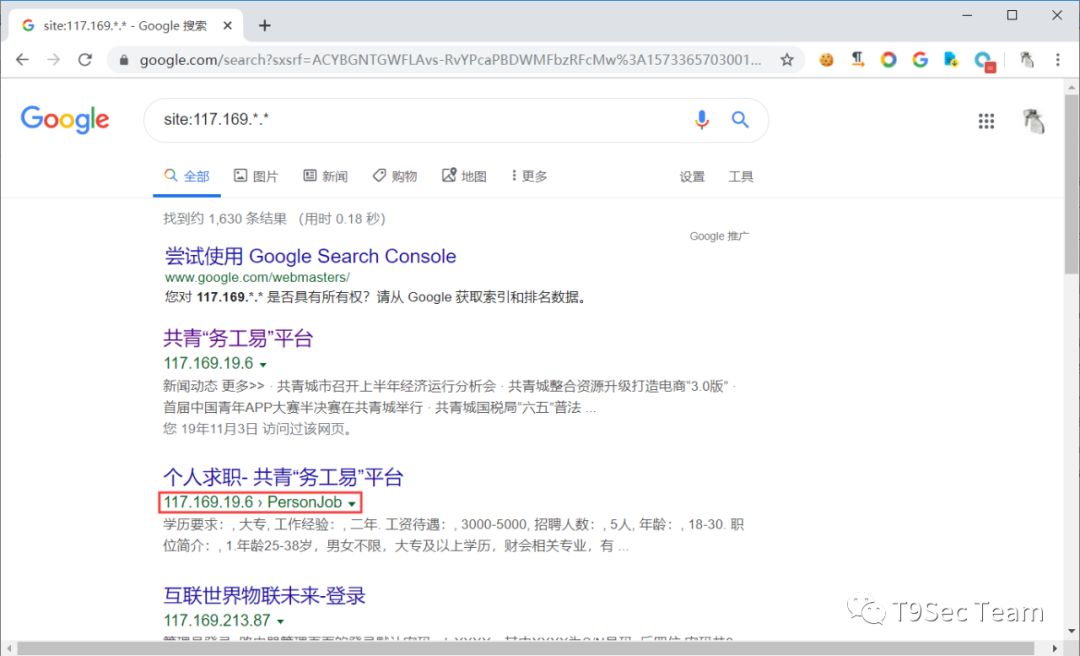 site:117.169.*.* - Google 搜索
google.com/search?sxsrf=ACYBGNTGWFLAvs-RvYPcaPBDWMFbzRFcMw%3A1573365703001...
Google
site:117.169.*.*
全部 图片 新闻 购物 地图 更多 设置 工具
找到约 1,630 条结果 （用时 0.18 秒）
Google 推广
尝试使用 Google Search Console
www.google.com/webmasters/
您对 117.169.*.* 是否具有所有权？请从 Google 获取索引和排名数据。
共青“务工易”平台
117.169.19.6
新闻动态 更多>> · 共青城市召开上半年经济运行分析会 · 共青城整合资源升级打造电商"3.0版" ·
首届中国青年APP大赛半决赛在共青城举行 · 共青城国税局"六五"普法 ...
您 19年11月3日 访问过该网页。
个人求职- 共青“务工易”平台
117.169.19.6 › PersonJob
学历要求：, 大专, 工作经验：, 二年. 工资待遇：, 3000-5000, 招聘人数：, 5人, 年龄：, 18-30. 职
位简介：, 1.年龄25-38岁，男女不限，大专及以上学历，财会相关专业，有 ...
互联世界物联未来-登录
117.169.213.87
T9Sec Team